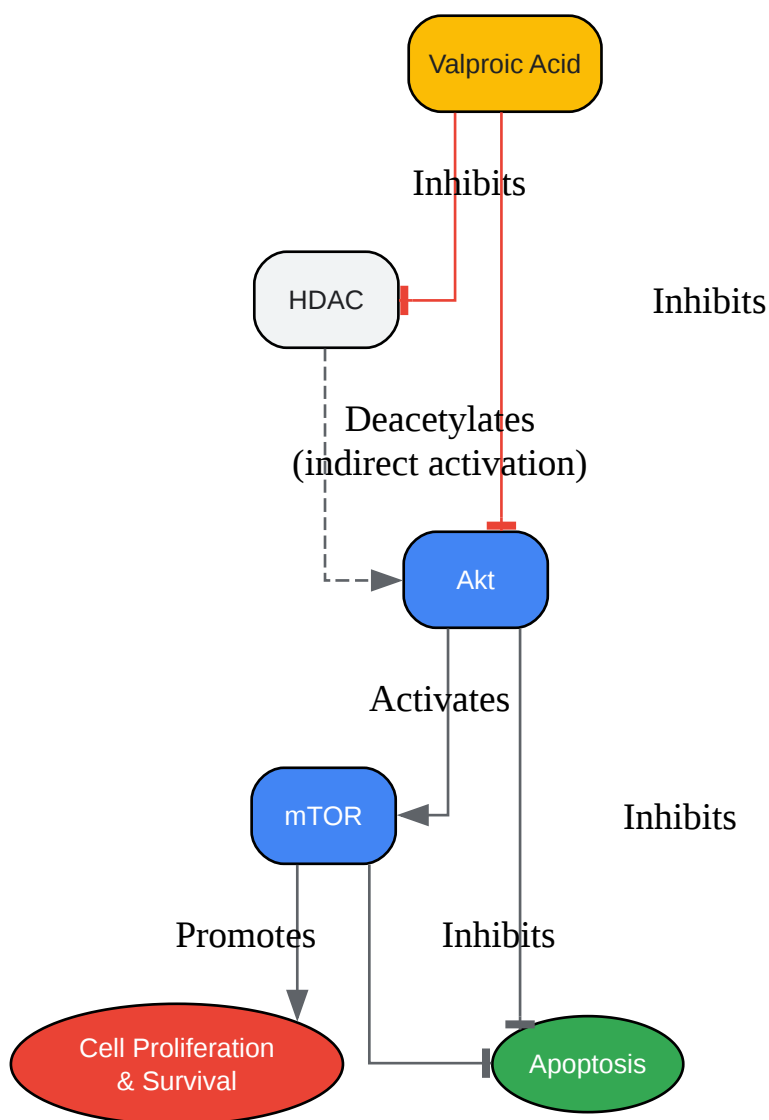 Valproic Acid
Inhibits
HDAC
Inhibits
Deacetylates
(indirect activation)
Akt
Activates
mTOR
Inhibits
Promotes
Inhibits
Cell Proliferation
& Survival
Apoptosis